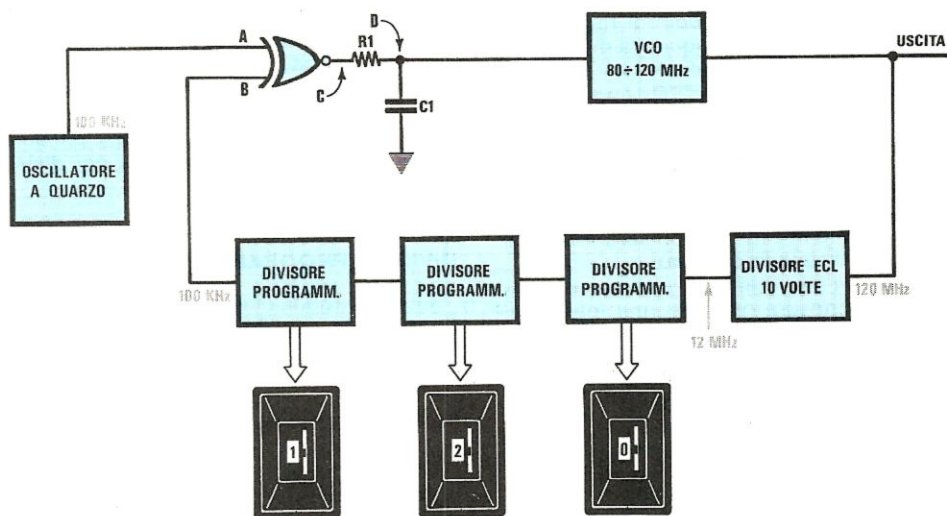 A
B
C
R1
D
C1
VCO
80÷120 MHz
USCITA
100 KHz
OSCILLATORE
A QUARZO
100 KHz
DIVISORE
PROGRAMM.
DIVISORE
PROGRAMM.
DIVISORE
PROGRAMM.
12 MHz
DIVISORE ECL
10 VOLTE
120 MHz
1
2
0